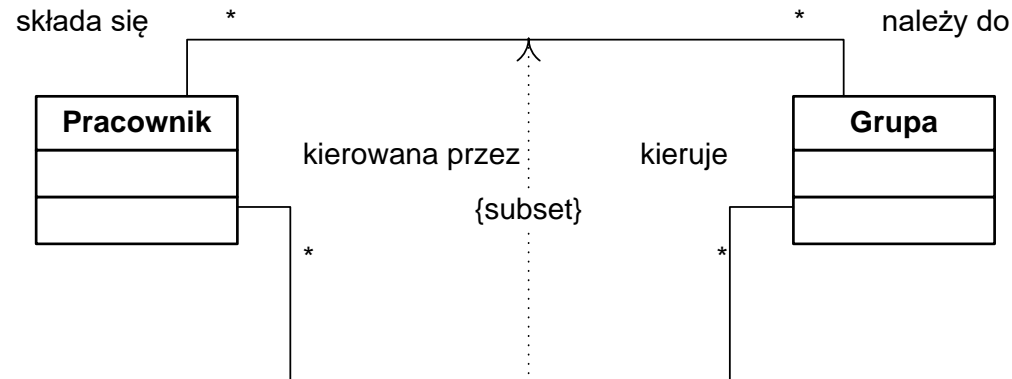 składa się * * należy do
Pracownik Grupa
kierowana przez kieruje
{subset}
* *